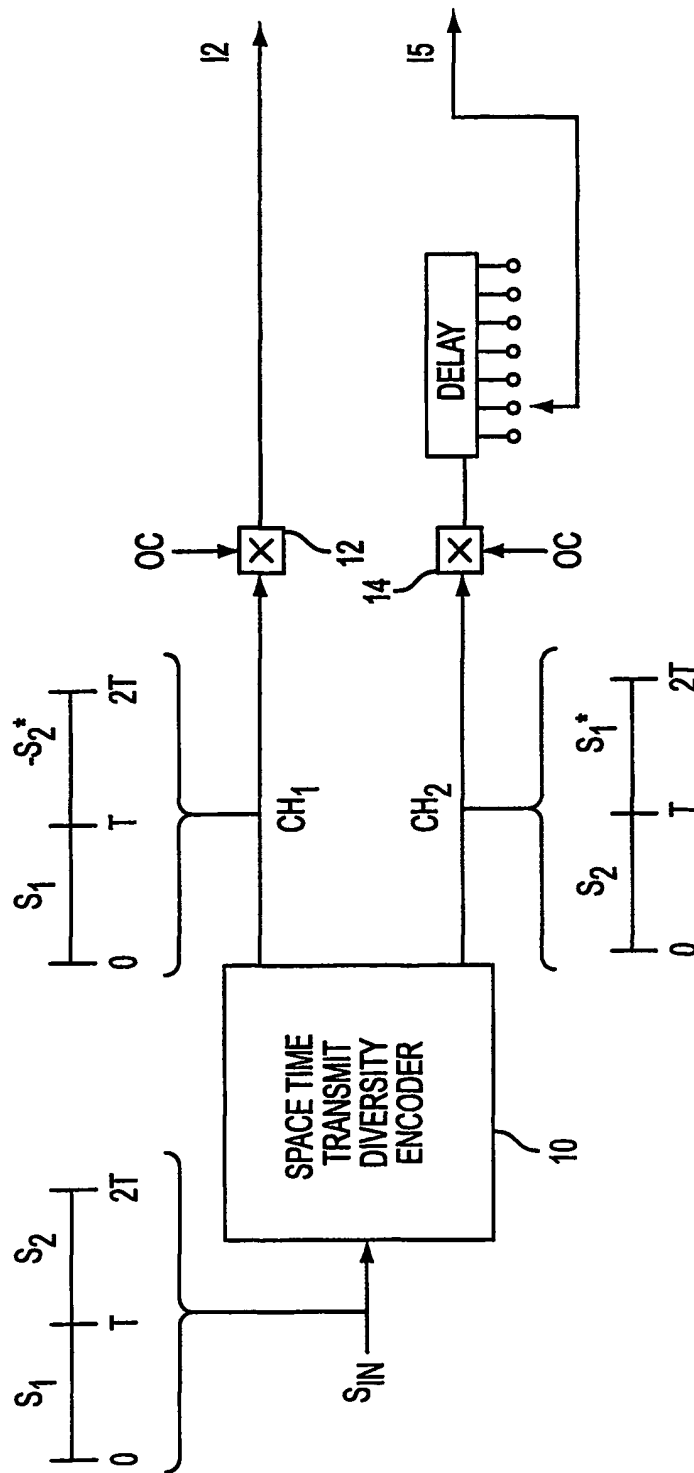 S1 S2
0 T 2T
SIN
SPACE TIME
TRANSMIT
DIVERSITY
ENCODER
10
S1 -S2*
0 T 2T
CH1
CH2
S2 S1*
0 T 2T
OC
12
14
OC
DELAY
I2
I5